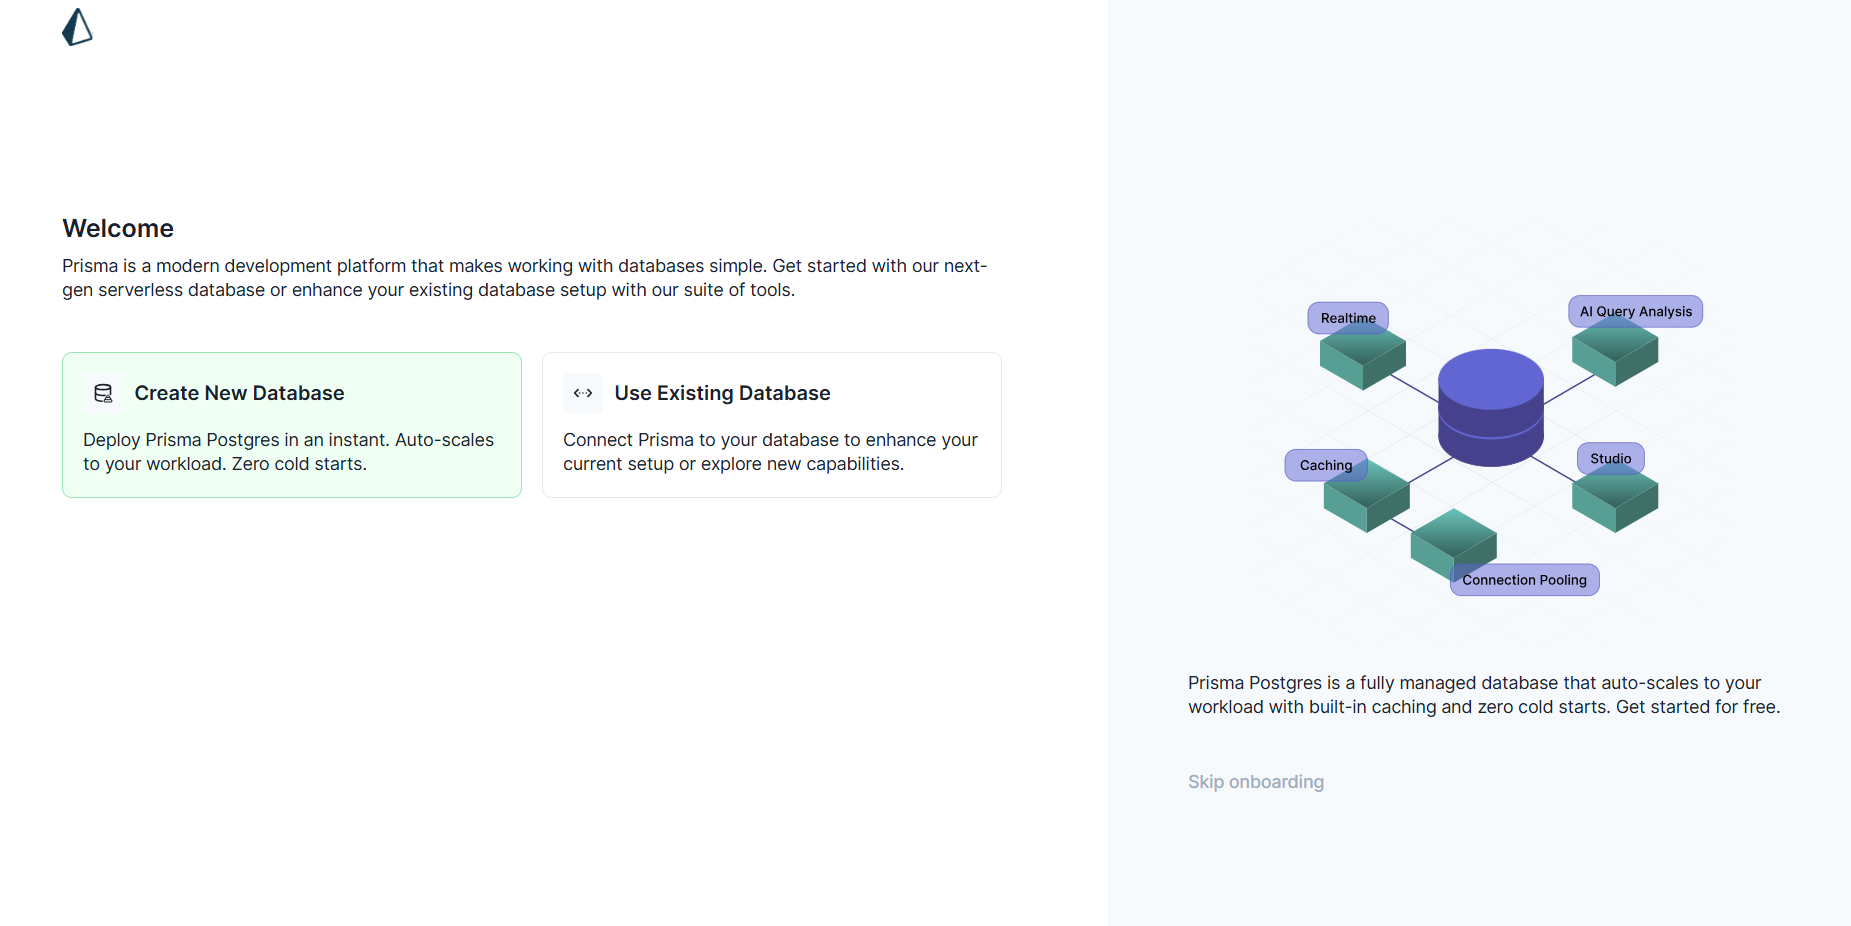 Welcome
Prisma is a modern development platform that makes working with databases simple. Get started with our next-
gen serverless database or enhance your existing database setup with our suite of tools.
Create New Database
Deploy Prisma Postgres in an instant. Auto-scales
to your workload. Zero cold starts.
Use Existing Database
Connect Prisma to your database to enhance your
current setup or explore new capabilities.
Realtime
AI Query Analysis
Caching
Studio
Connection Pooling
Prisma Postgres is a fully managed database that auto-scales to your
workload with built-in caching and zero cold starts. Get started for free.
Skip onboarding